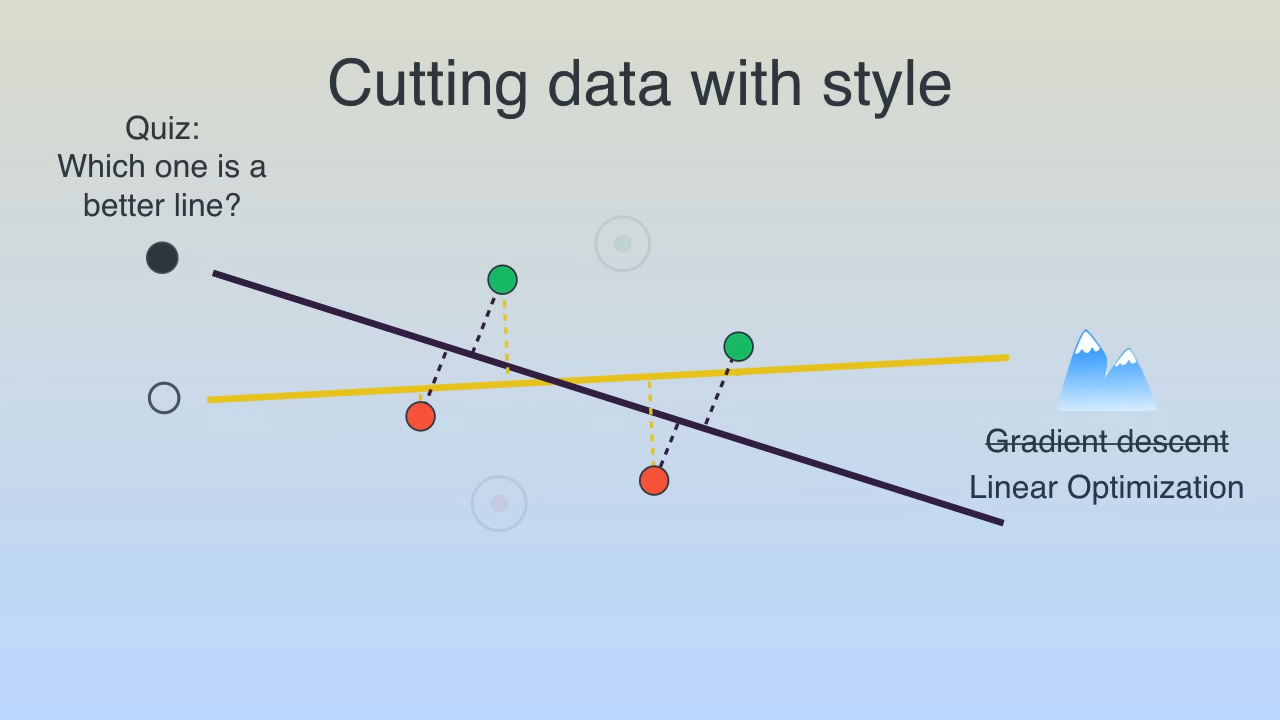 Cutting data with style
Quiz:
Which one is a
better line?
Gradient descent
Linear Optimization